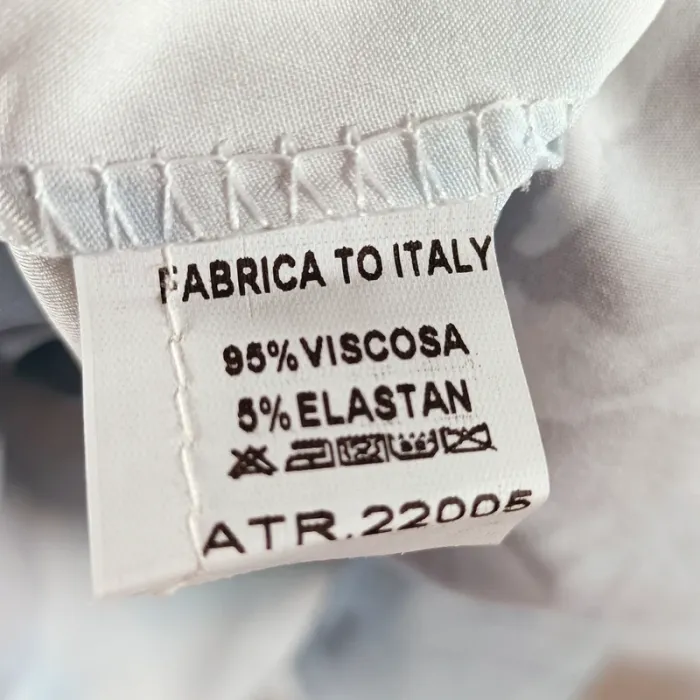 FABRICA TO ITALY
95% VISCOSA
5% ELASTAN
ATR.22005